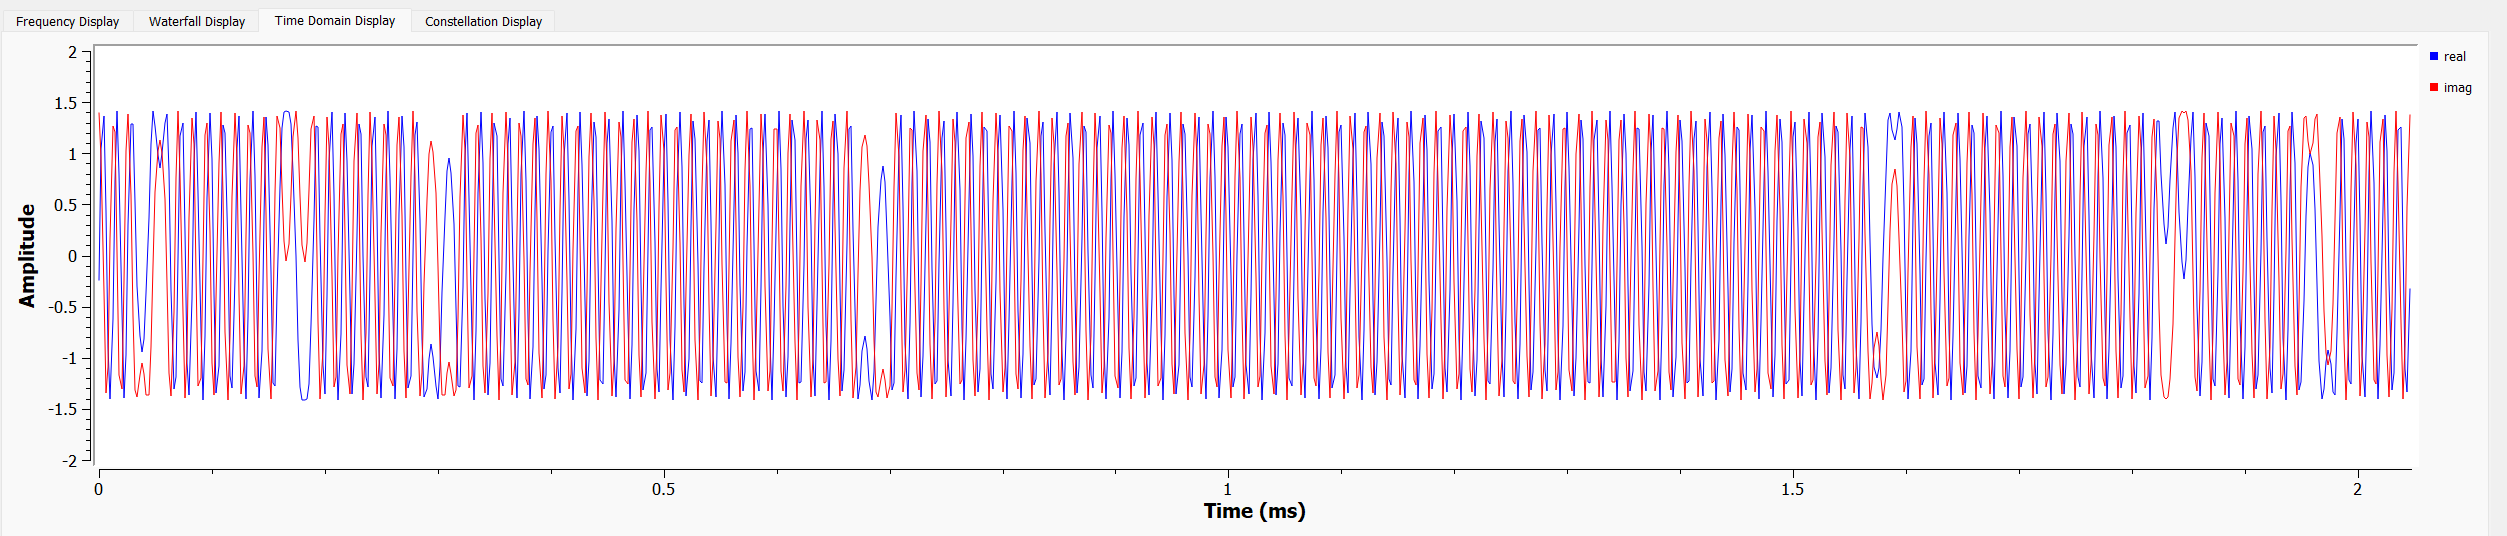 Frequency Display Waterfall Display Time Domain Display Constellation Display
2
1.5
1
0.5
0
-0.5
-1
-1.5
-2
Amplitude
real
imag
0 0.5 1 1.5 2
Time (ms)